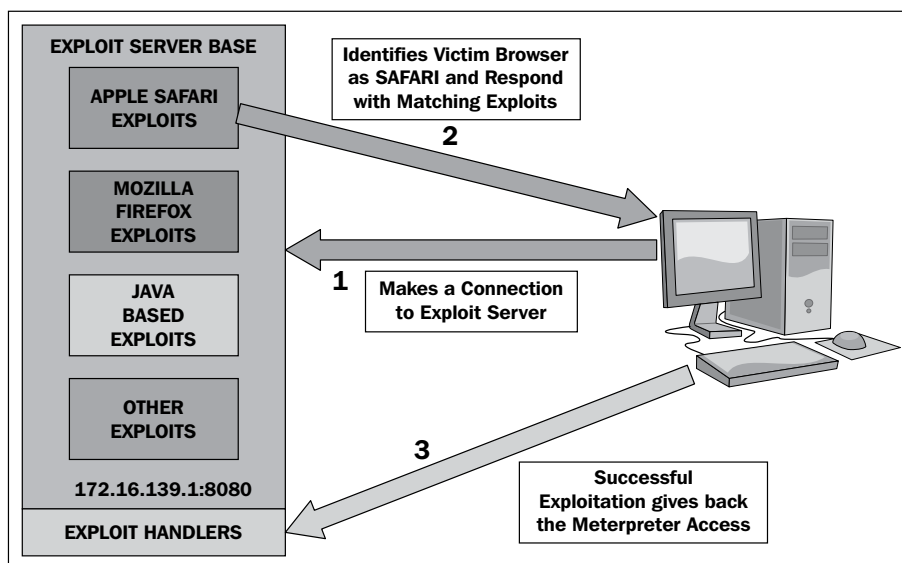 EXPLOIT SERVER BASE
APPLE SAFARI
EXPLOITS
MOZILLA
FIREFOX
EXPLOITS
JAVA
BASED
EXPLOITS
OTHER
EXPLOITS
172.16.139.1:8080
EXPLOIT HANDLERS
Identifies Victim Browser
as SAFARI and Respond
with Matching Exploits
2
1
Makes a Connection
to Exploit Server
3
Successful
Exploitation gives back
the Meterpreter Access